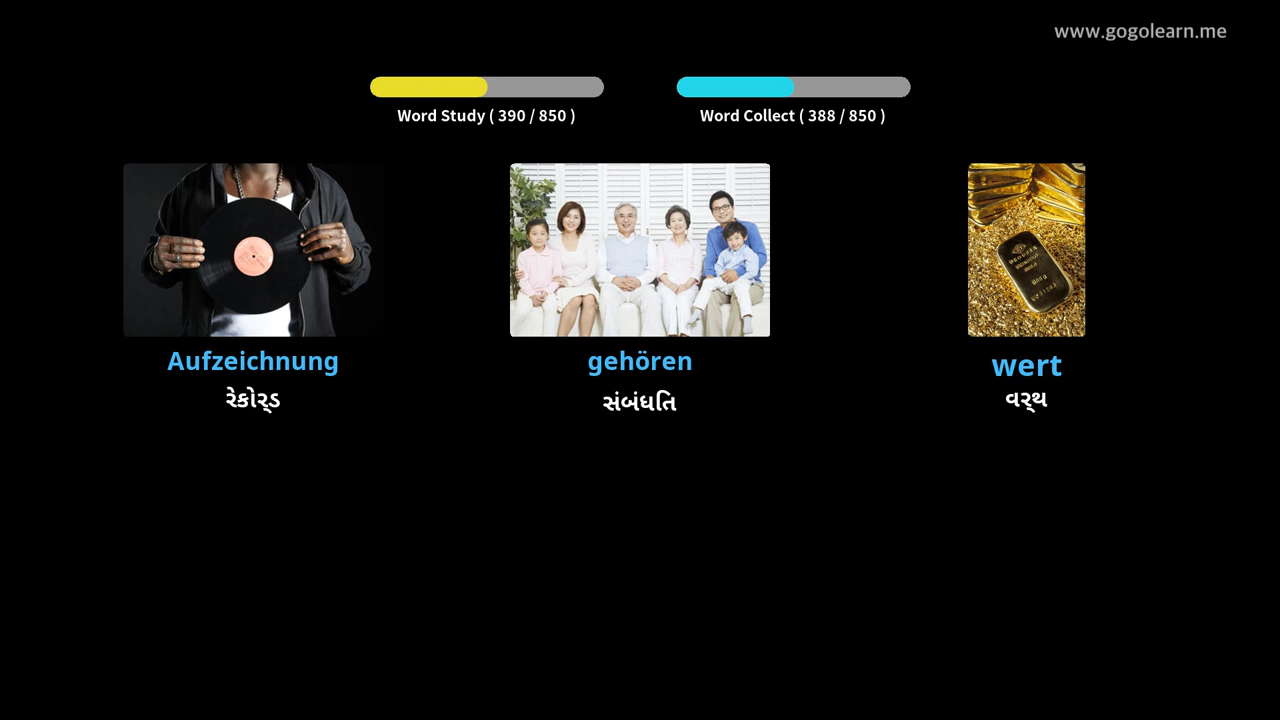 www.gogolearn.me
Word Study ( 390 / 850 )
Word Collect ( 388 / 850 )
Aufzeichnung
gehören
wert
રેકોર્ડ
સંબંધતિ
વર્થ